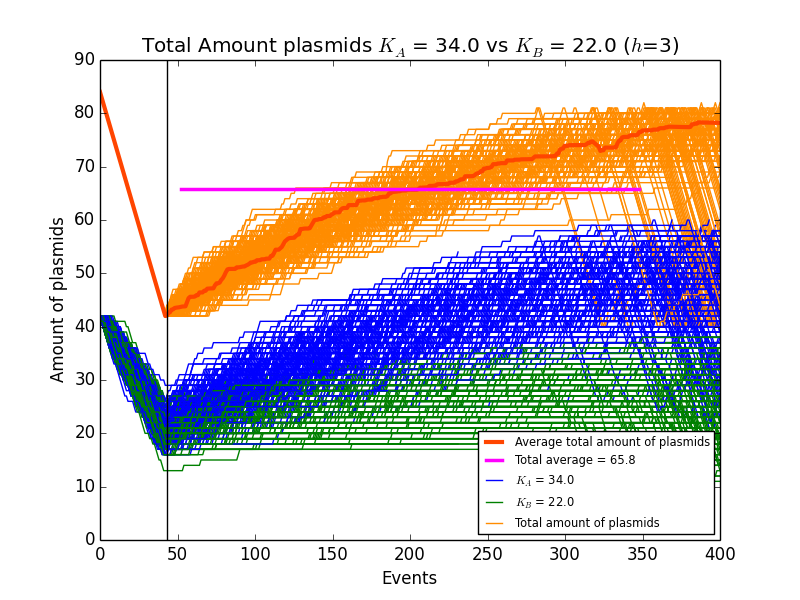 Total Amount plasmids K_A = 34.0 vs K_B = 22.0 (h=3)
90
80
70
60
50
40
30
20
10
0
Amount of plasmids
Average total amount of plasmids
Total average = 65.8
K_A = 34.0
K_B = 22.0
Total amount of plasmids
0 50 100 150 200 250 300 350 400
Events